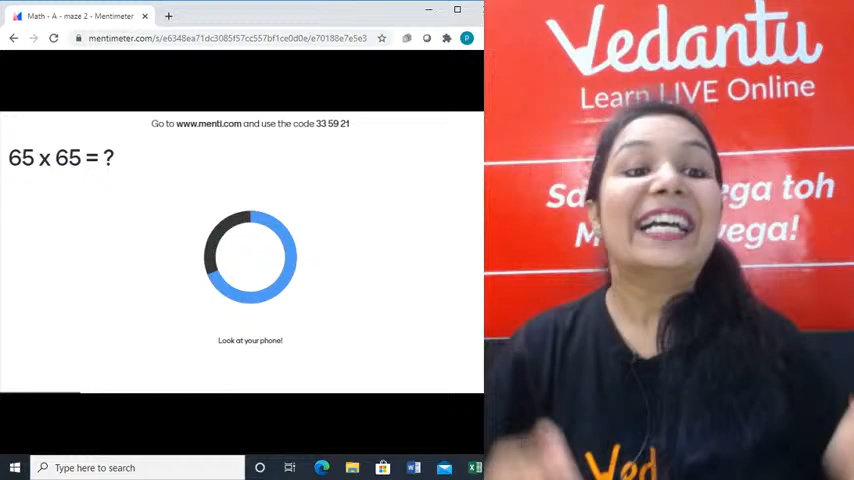 Math - A - maze 2 - Mentimeter
mentimeter.com/s/e6348ea71dc3085f57cc557bf1ce0d0e/e70188e7e5e3
P
Go to www.menti.com and use the code 33 59 21
65 x 65 = ?
Look at your phone!
Type here to search
Vedantu
Learn LIVE Online
toh
Ved